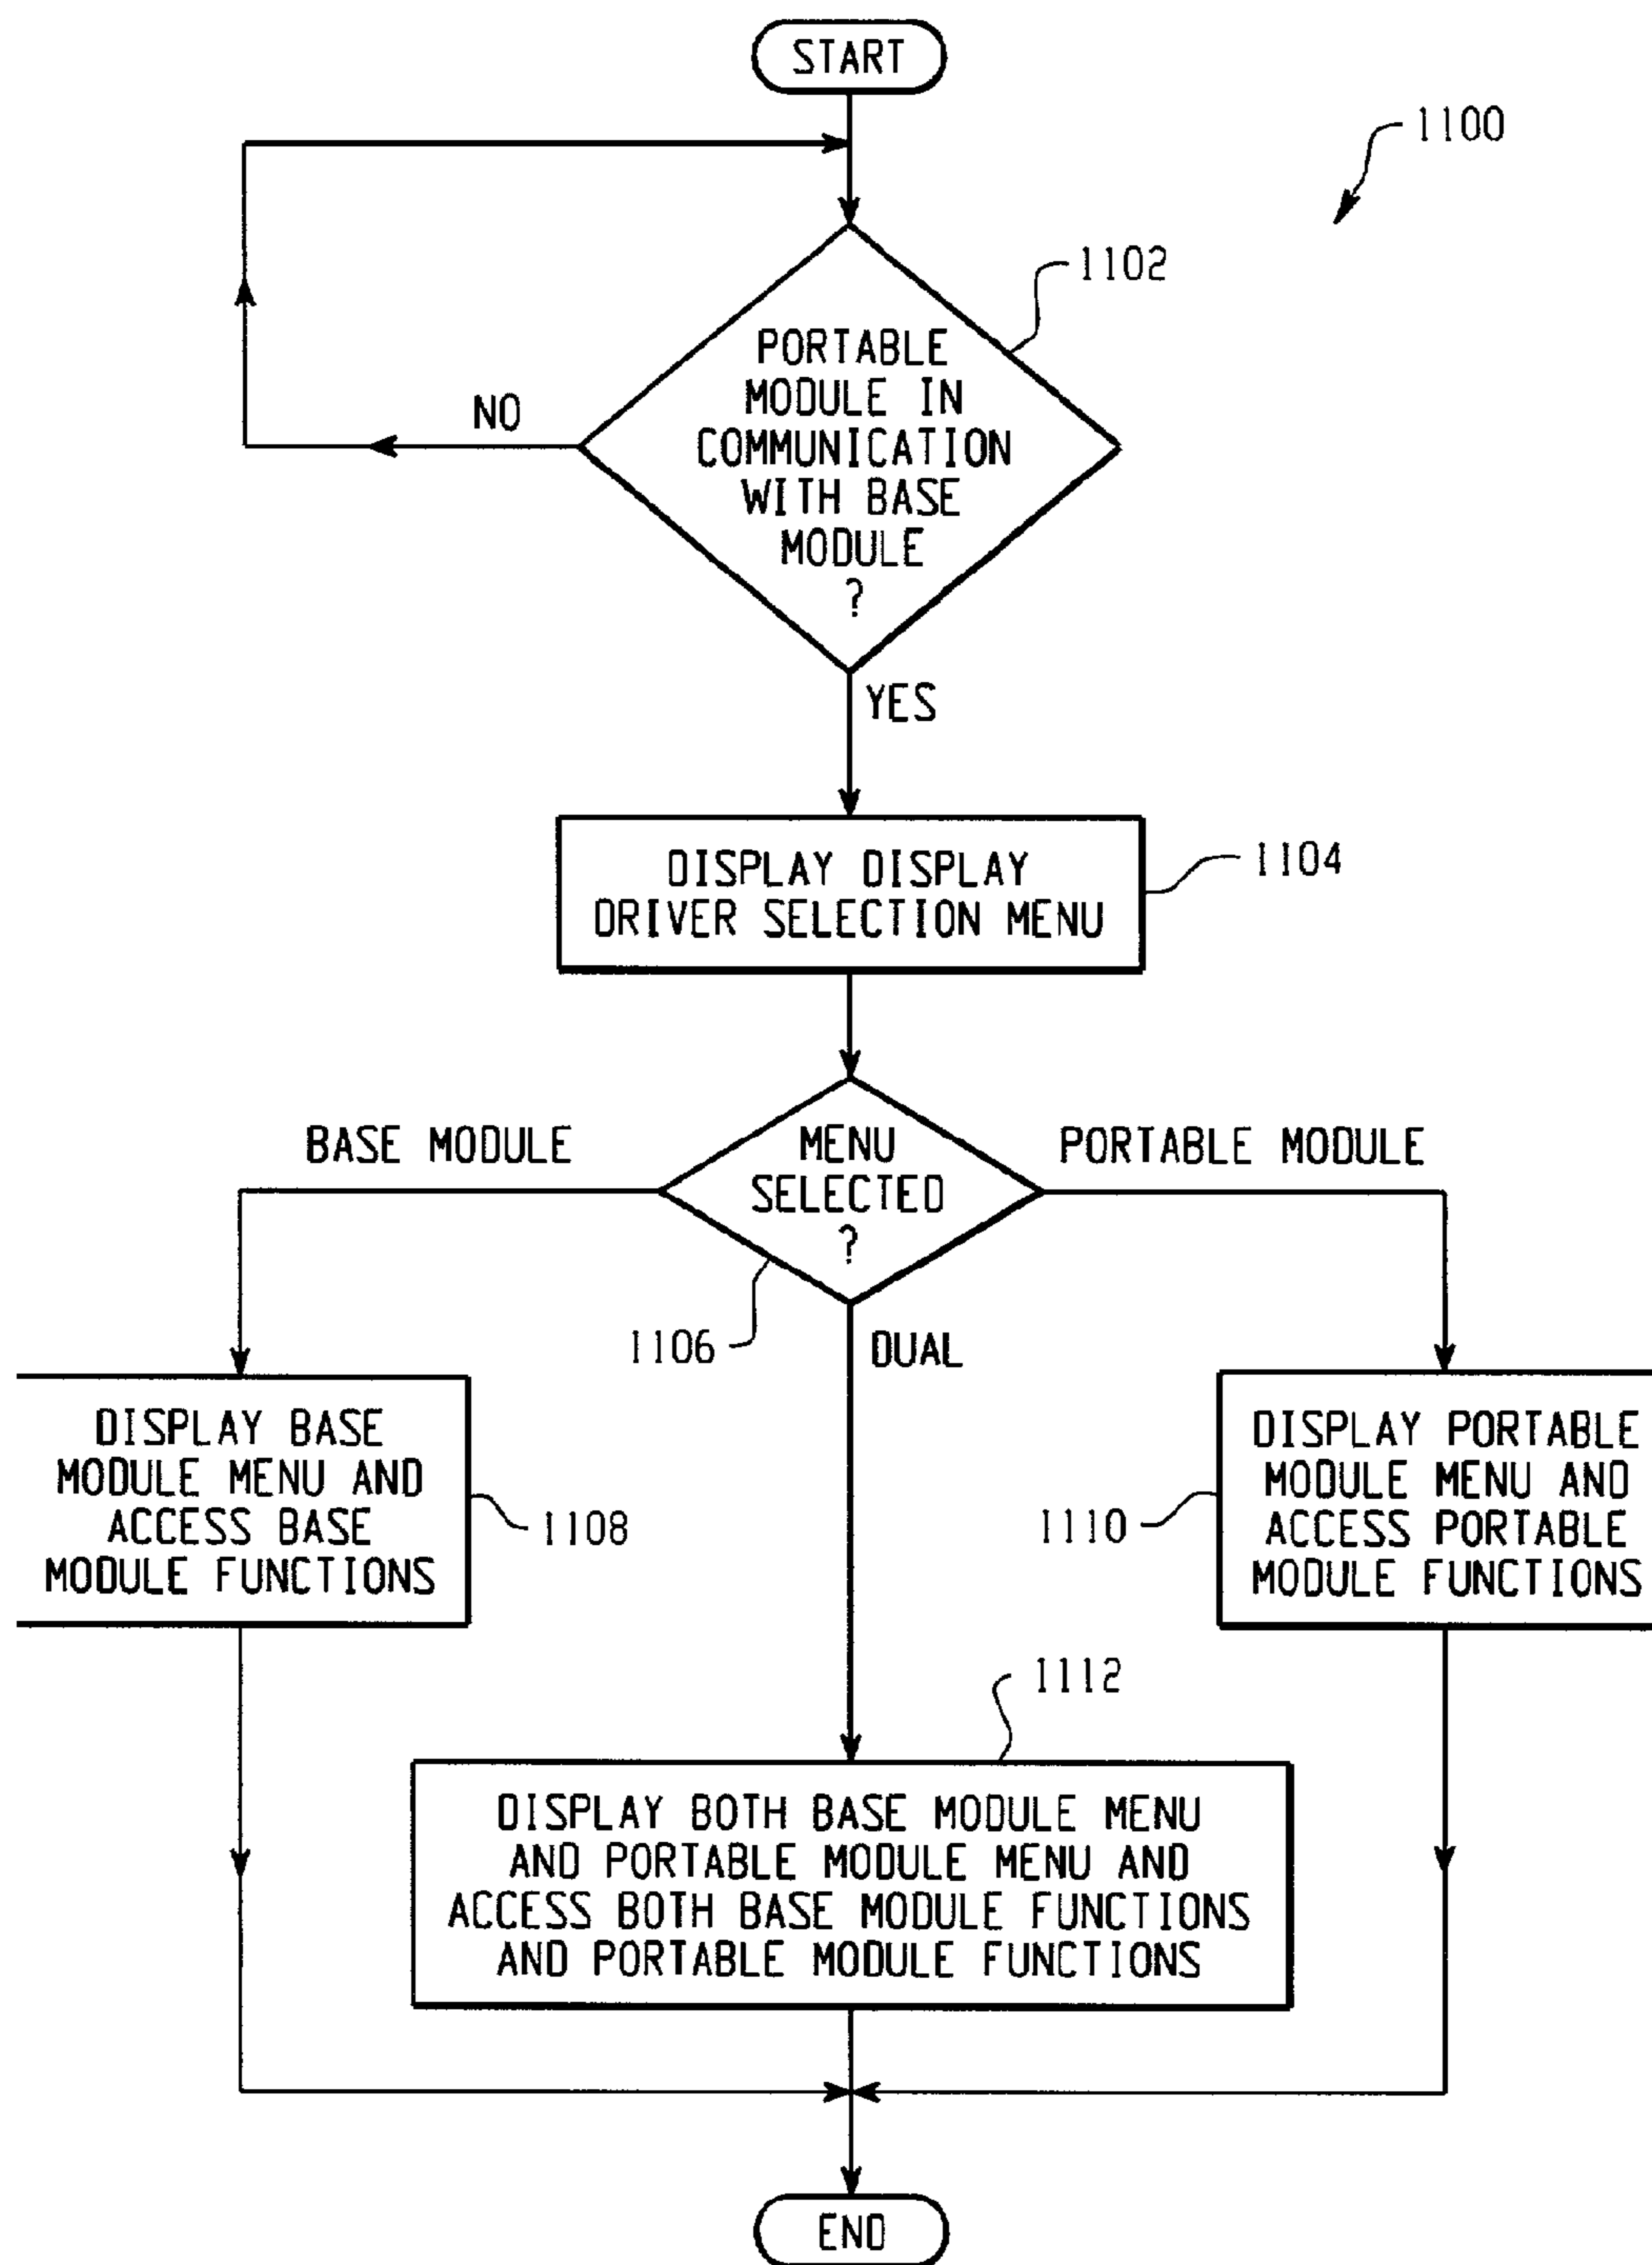 START
1100
1102
PORTABLE
MODULE IN
COMMUNICATION
WITH BASE
MODULE
?
NO
YES
DISPLAY DISPLAY
DRIVER SELECTION MENU
1104
BASE MODULE
MENU
SELECTED
?
PORTABLE MODULE
1106
DUAL
DISPLAY BASE
MODULE MENU AND
ACCESS BASE
MODULE FUNCTIONS
1108
1110
DISPLAY PORTABLE
MODULE MENU AND
ACCESS PORTABLE
MODULE FUNCTIONS
1112
DISPLAY BOTH BASE MODULE MENU
AND PORTABLE MODULE MENU AND
ACCESS BOTH BASE MODULE FUNCTIONS
AND PORTABLE MODULE FUNCTIONS
END